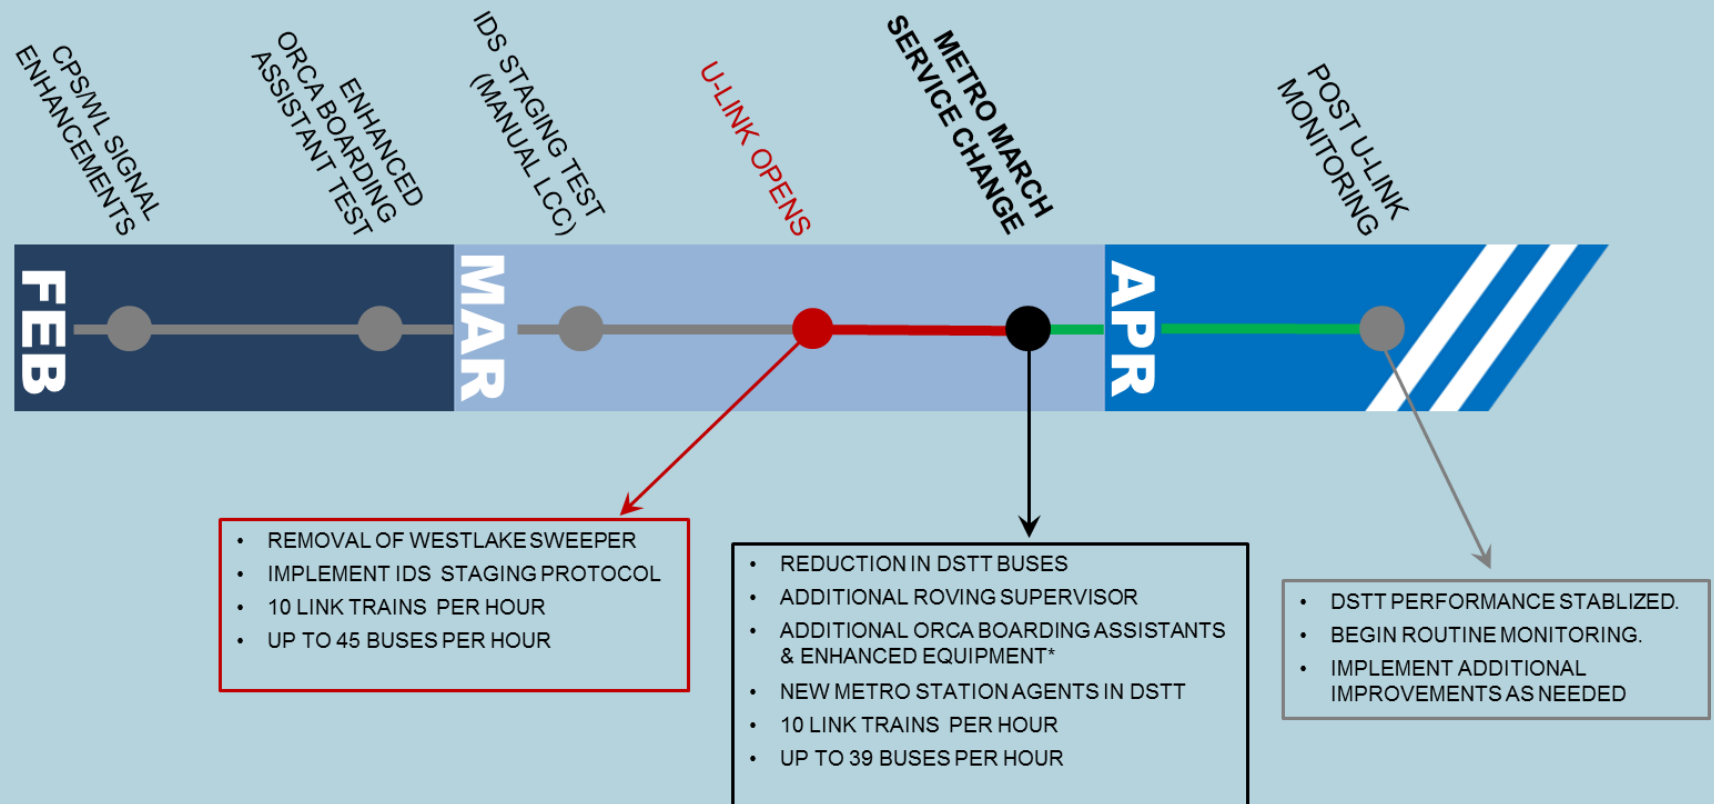 CPS/WL SIGNAL
ENHANCEMENTS
ENHANCED
ORCA BOARDING
ASSISTANT TEST
IDS STAGING TEST
(MANUAL LCC)
U-LINK OPENS
METRO MARCH
SERVICE CHANGE
POST U-LINK
MONITORING
FEB
MAR
APR
• REMOVAL OF WESTLAKE SWEEPER
• IMPLEMENT IDS STAGING PROTOCOL
• 10 LINK TRAINS PER HOUR
• UP TO 45 BUSES PER HOUR
• REDUCTION IN DSTT BUSES
• ADDITIONAL ROVING SUPERVISOR
• ADDITIONAL ORCA BOARDING ASSISTANTS
& ENHANCED EQUIPMENT*
• NEW METRO STATION AGENTS IN DSTT
• 10 LINK TRAINS PER HOUR
• UP TO 39 BUSES PER HOUR
• DSTT PERFORMANCE STABLIZED.
• BEGIN ROUTINE MONITORING.
• IMPLEMENT ADDITIONAL
IMPROVEMENTS AS NEEDED